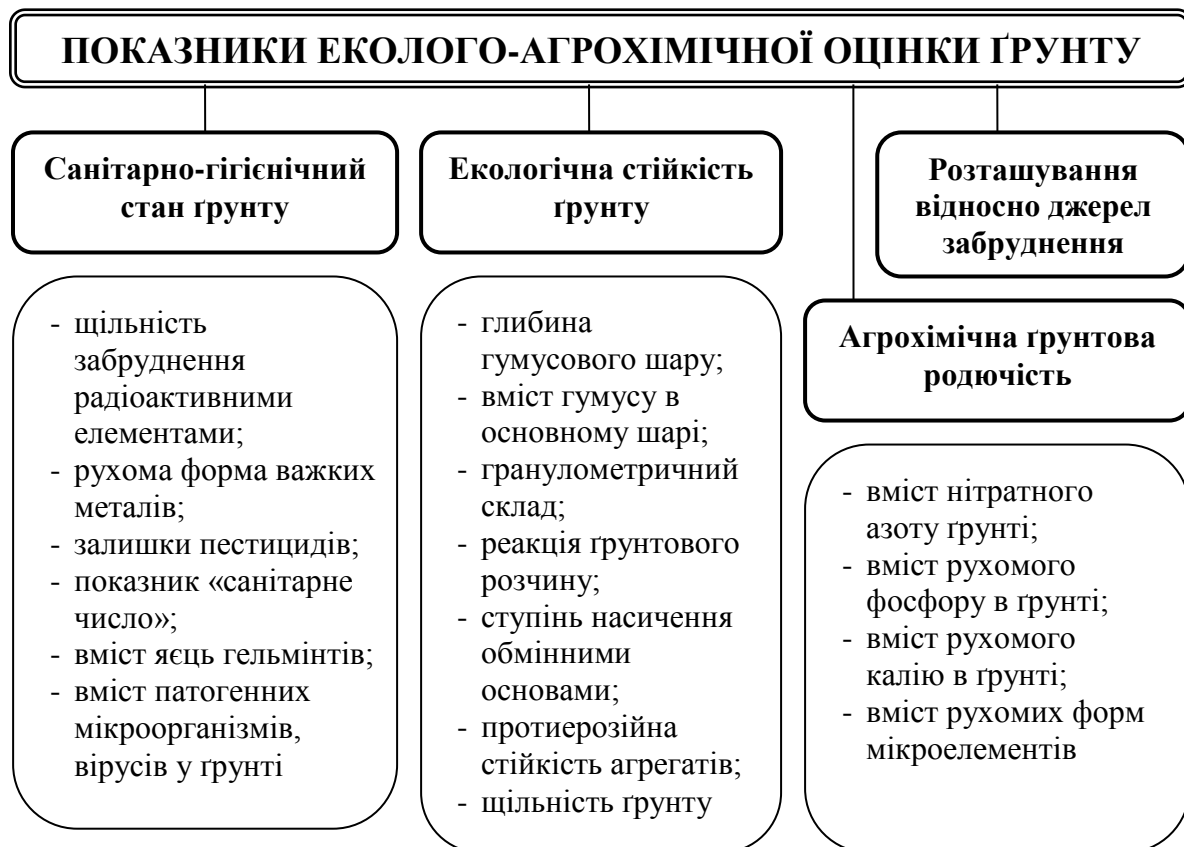 ПОКАЗНИКИ ЕКОЛОГО-АГРОХІМІЧНОЇ ОЦІНКИ ҐРУНТУ
Санітарно-гігієнічний
стан ґрунту
- щільність
забруднення
радіоактивними
елементами;
- рухома форма важких
металів;
- залишки пестицидів;
- показник «санітарне
число»;
- вміст яєць гельмінтів;
- вміст патогенних
мікроорганізмів,
вірусів у ґрунті
Екологічна стійкість
ґрунту
- глибина
гумусового шару;
- вміст гумусу в
основному шарі;
- гранулометричний
склад;
- реакція ґрунтового
розчину;
- ступінь насичення
обмінними
основами;
- протиерозійна
стійкість агрегатів;
- щільність ґрунту
Розташування
відносно джерел
забруднення
Агрохімічна ґрунтова
родючість
- вміст нітратного
азоту ґрунті;
- вміст рухомого
фосфору в ґрунті;
- вміст рухомого
калію в ґрунті;
- вміст рухомих форм
мікроелементів